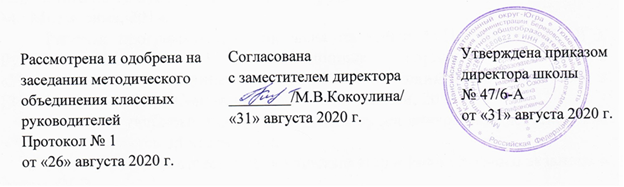 Рассмотрена и одобрена на
заседании методического
объединения классных
руководителей
Протокол № 1
от «26» августа 2020 г.
Согласована
с заместителем директора
/М.В.Кокоулина/
«31» августа 2020 г.
Утверждена приказом
директора школы
№ 47/6-А
от «31» августа 2020 г.